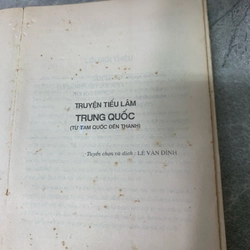 TRUYỆN TIẾU LÂM
TRUNG QUỐC
(TỪ TAM QUỐC ĐẾN THANH)
Tuyển chọn và dịch : LÊ VĂN ĐÌNH